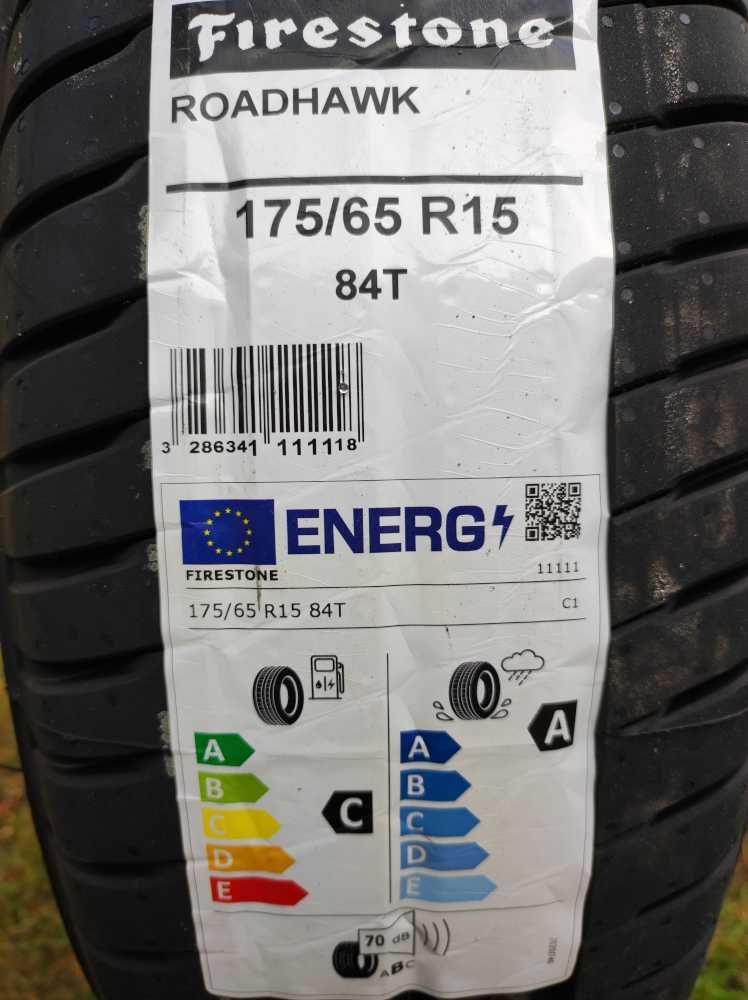 Firestone
ROADHAWK
175/65 R15
84T
3 286341 111118
ENERG
FIRESTONE
11111
175/65 R15 84T
C1
A
A
A
B
B
C
C
C
D
D
E
E
70 dB
ABC